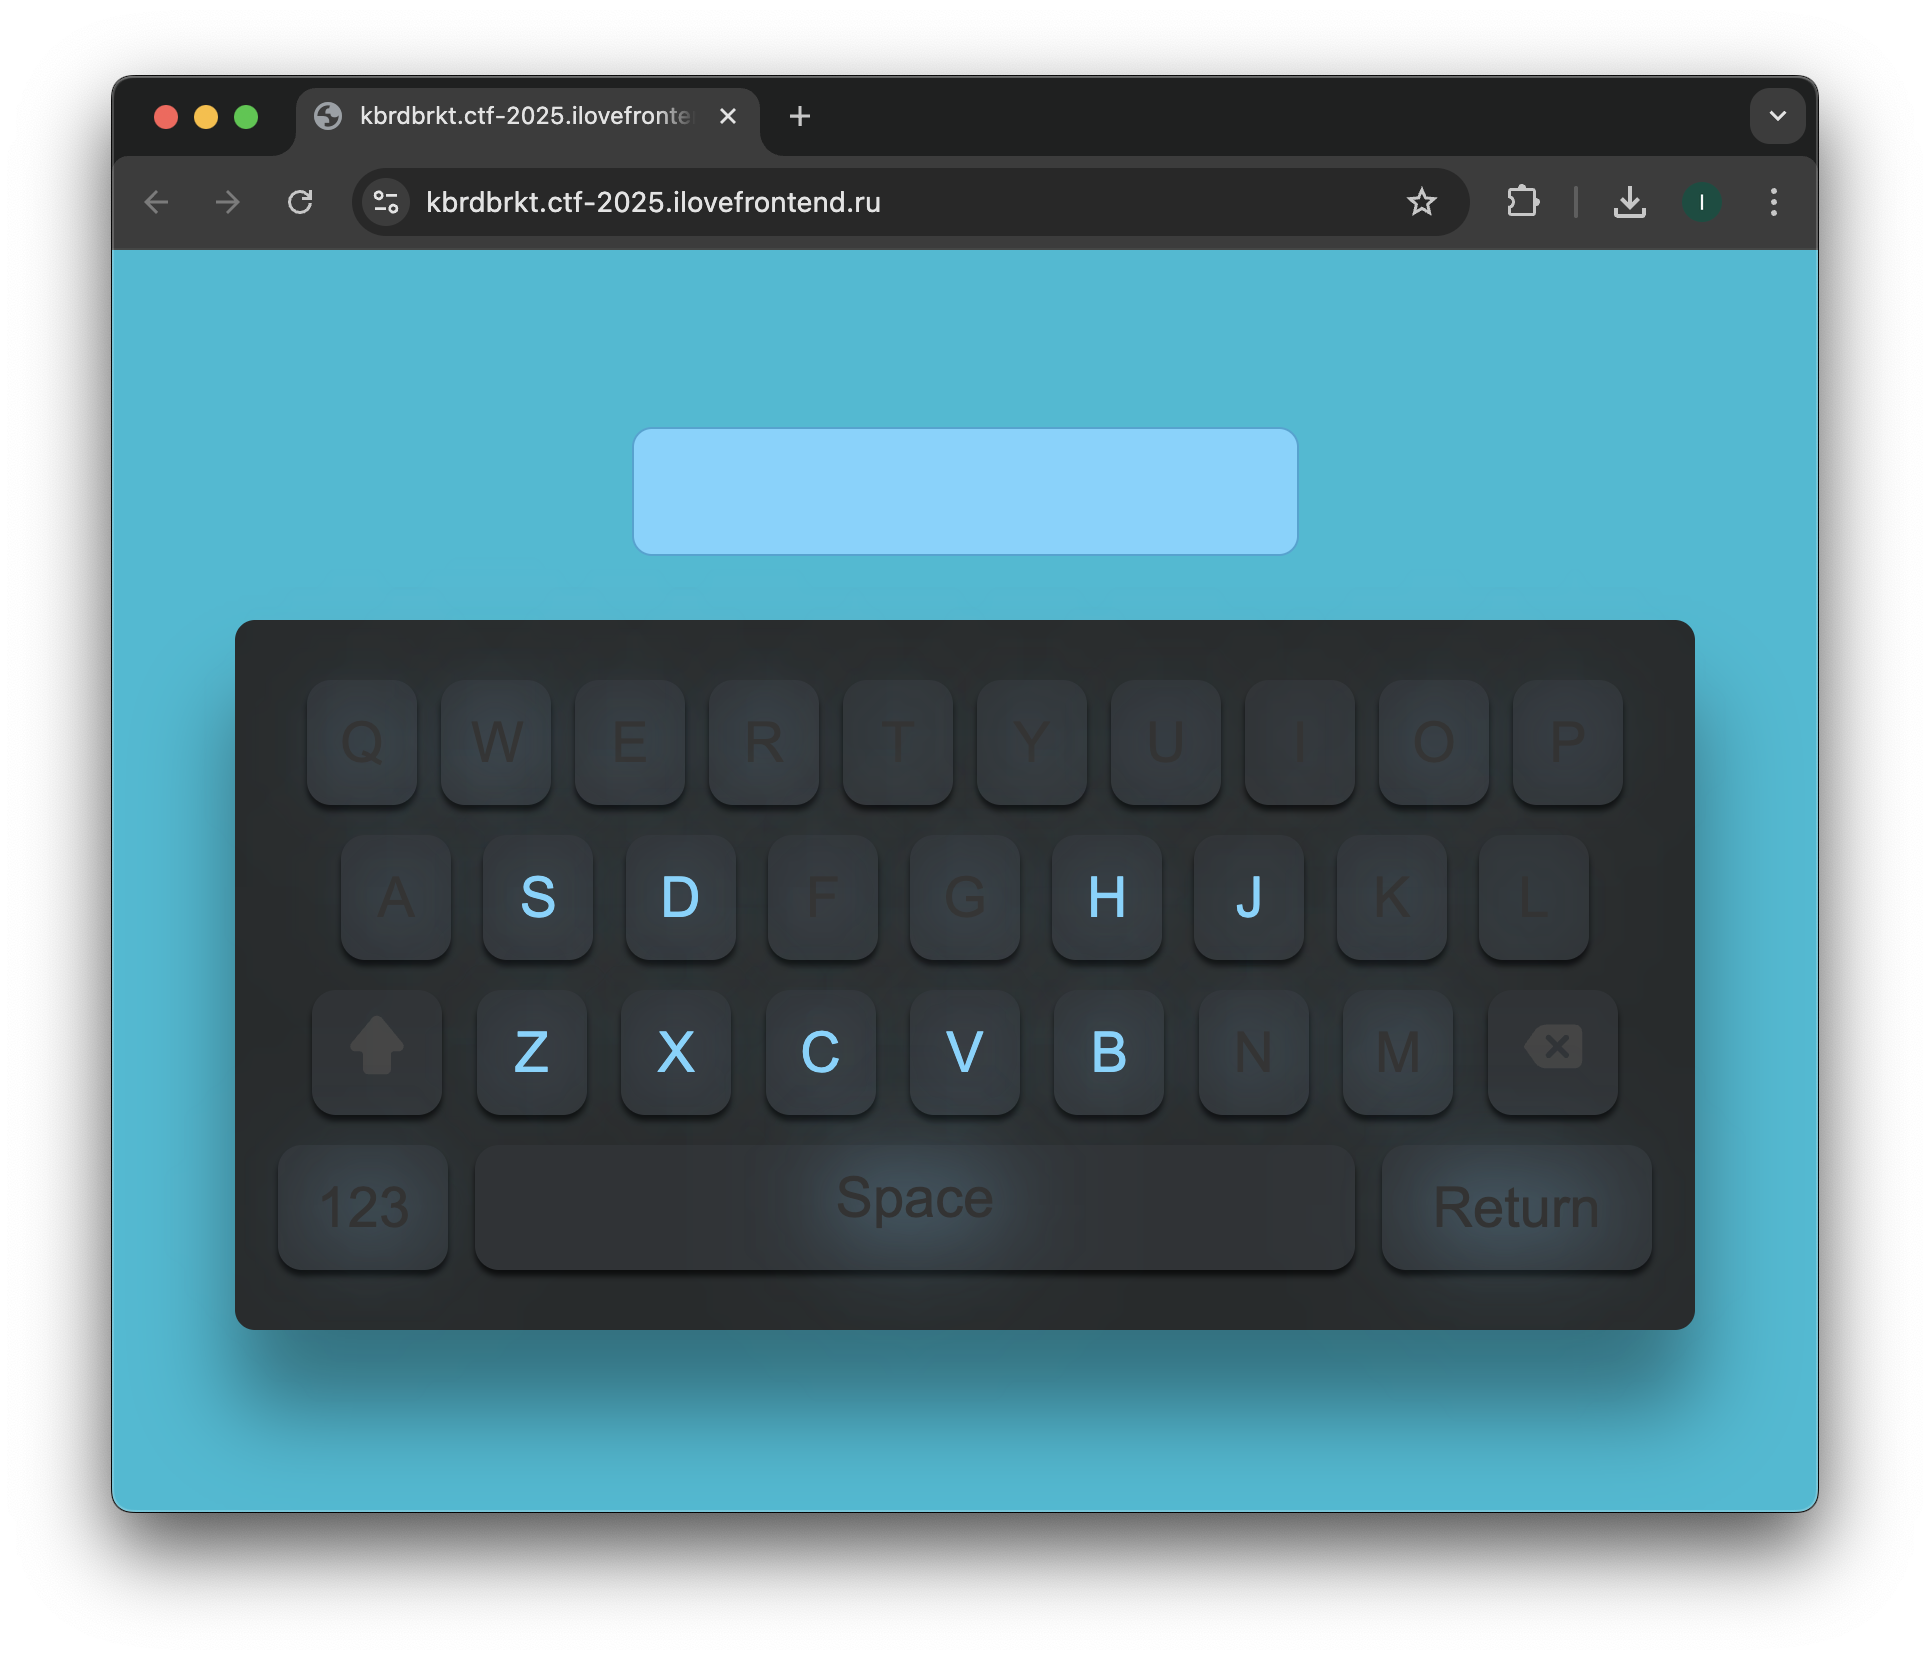 kbrdbrkt.ctf-2025.ilovefronte
kbrdbrkt.ctf-2025.ilovefrontend.ru
I
Q W E R T Y U I O P
A S D F G H J K L
Z X C V B N M
123 Space Return